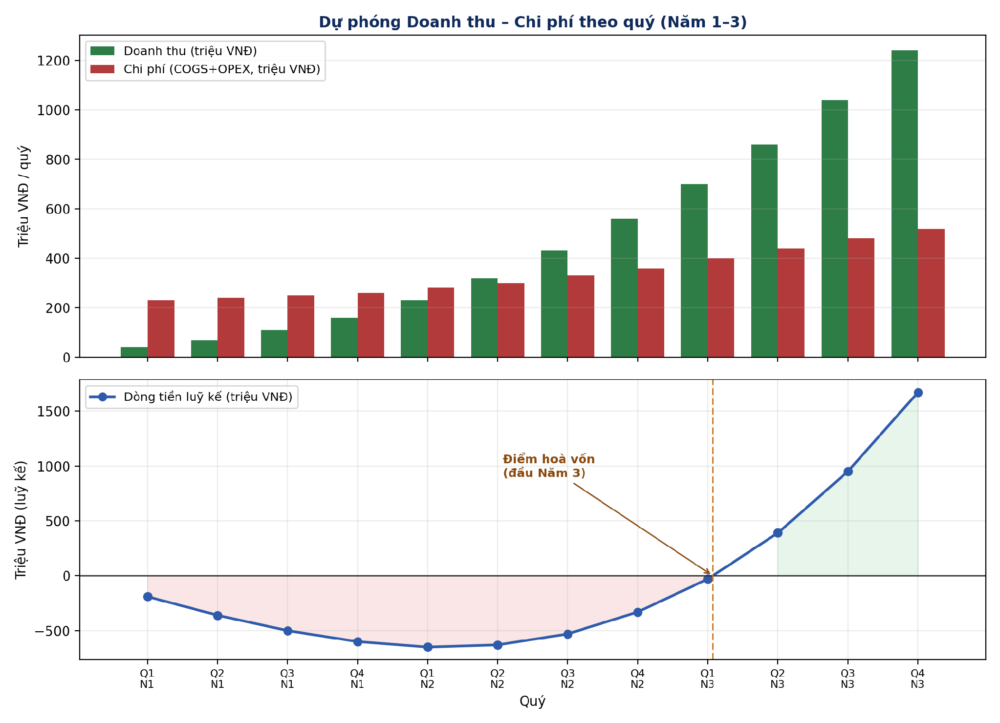 Dự phóng Doanh thu – Chi phí theo quý (Năm 1–3)
Doanh thu (triệu VNĐ)
Chi phí (COGS+OPEX, triệu VNĐ)
Triệu VNĐ / quý
1200
1000
800
600
400
200
0
Dòng tiền luỹ kế (triệu VNĐ)
Triệu VNĐ (luỹ kế)
1500
1000
500
0
−500
Điểm hoà vốn
(đầu Năm 3)
Q1 Q2 Q3 Q4 Q1 Q2 Q3 Q4 Q1 Q2 Q3 Q4
N1 N1 N1 N1 N2 N2 N2 N2 N3 N3 N3 N3
Quý